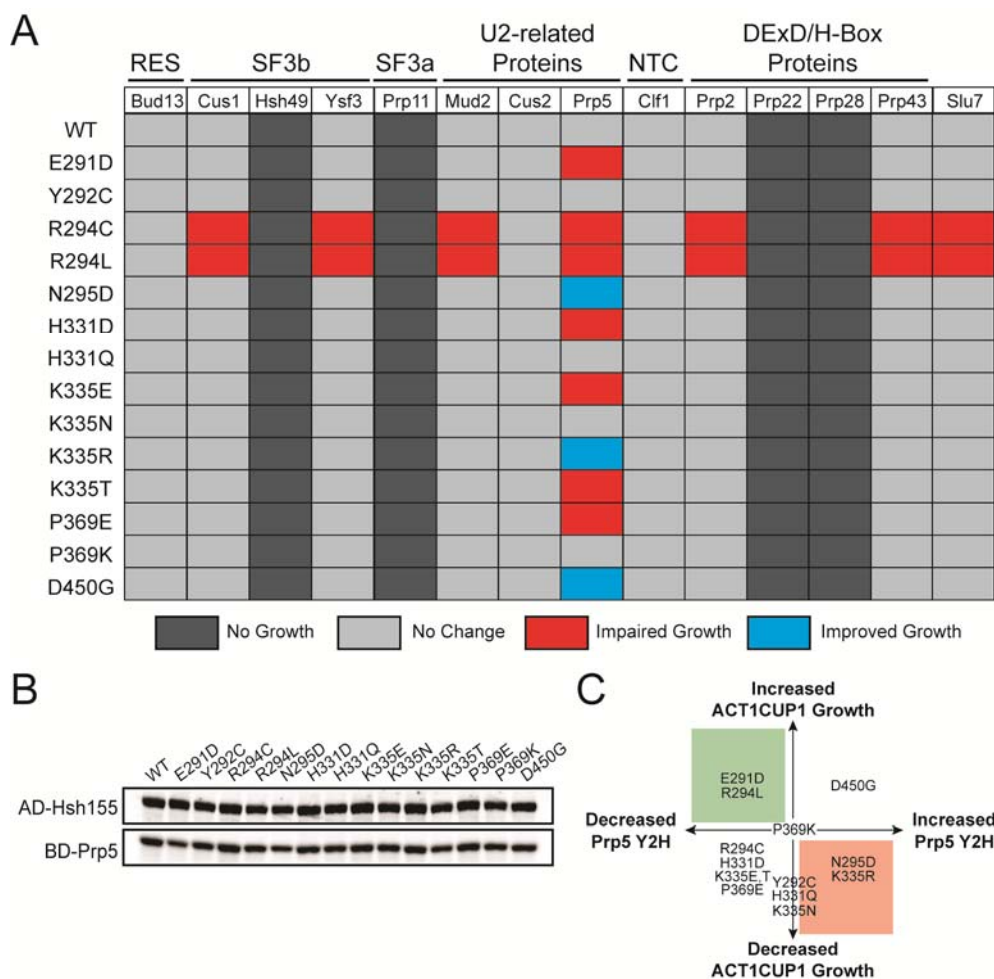 A
U2-related
Proteins
DExD/H-Box
Proteins
RES SF3b SF3a NTC
Bud13 Cus1 Hsh49 Ysf3 Prp11 Mud2 Cus2 Prp5 Clf1 Prp2 Prp22 Prp28 Prp43 Slu7
WT
E291D
Y292C
R294C
R294L
N295D
H331D
H331Q
K335E
K335N
K335R
K335T
P369E
P369K
D450G
No Growth No Change Impaired Growth Improved Growth
B
WT E291D Y292C R294C R294L N295D H331D H331Q K335E K335N K335R K335T P369E P369K D450G
AD-Hsh155
BD-Prp5
C
Increased
ACT1CUP1 Growth
E291D
R294L
D450G
Decreased
Prp5 Y2H
P369K
Increased
Prp5 Y2H
R294C
H331D
K335E,T
P369E
Y292C
H331Q
K335N
N295D
K335R
Decreased
ACT1CUP1 Growth